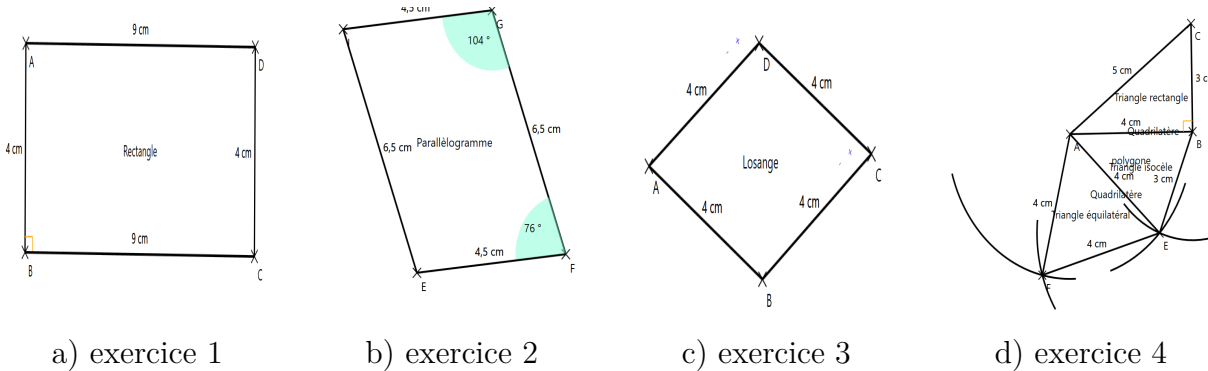 9 cm
A
D
4 cm
Rectangle
4 cm
9 cm
B
C
a) exercice 1
4,5 cm
G
104 °
6,5 cm
6,5 cm
Parallèlogramme
76 °
4,5 cm
E
F
b) exercice 2
D
4 cm
4 cm
Losange
A
C
4 cm
4 cm
B
c) exercice 3
C
5 cm
3 c
Triangle rectangle
4 cm
Quadrilatère
A
B
polygone
Triangle isocèle
4 cm
3 cm
Quadrilatère
4 cm
Triangle équilatéral
4 cm
E
F
d) exercice 4